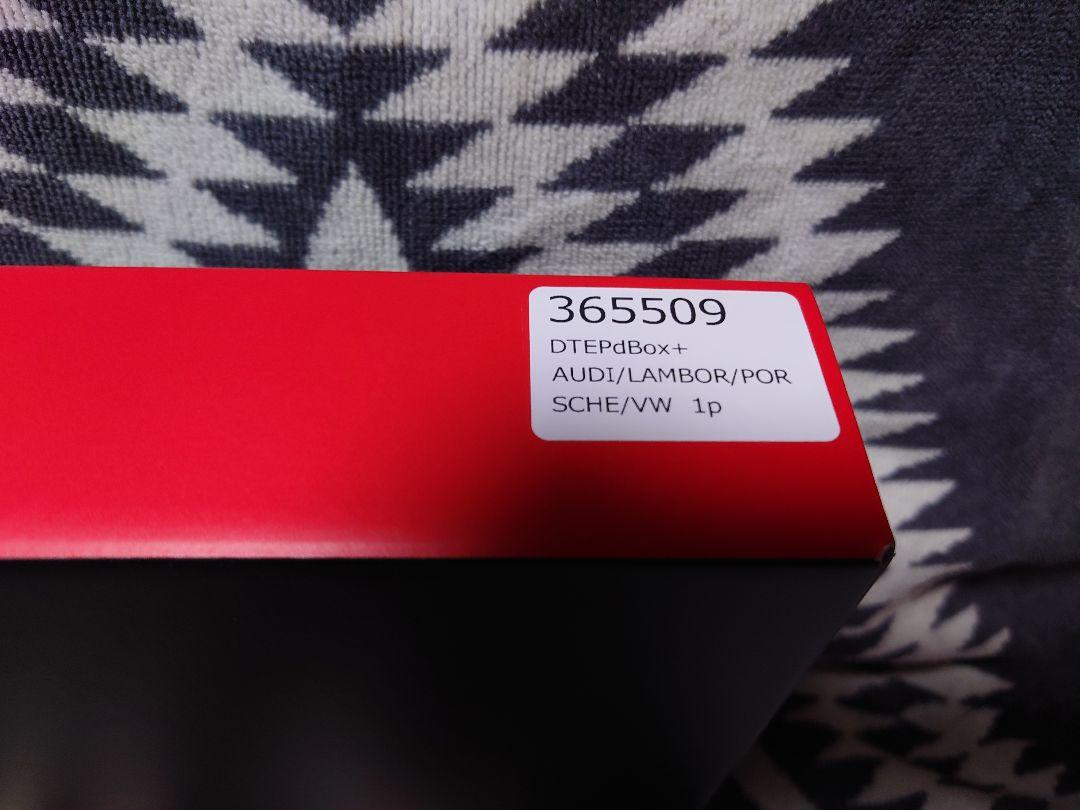 365509
DTEPdBox+
AUDI/LAMBOR/POR
SCHE/VW 1p